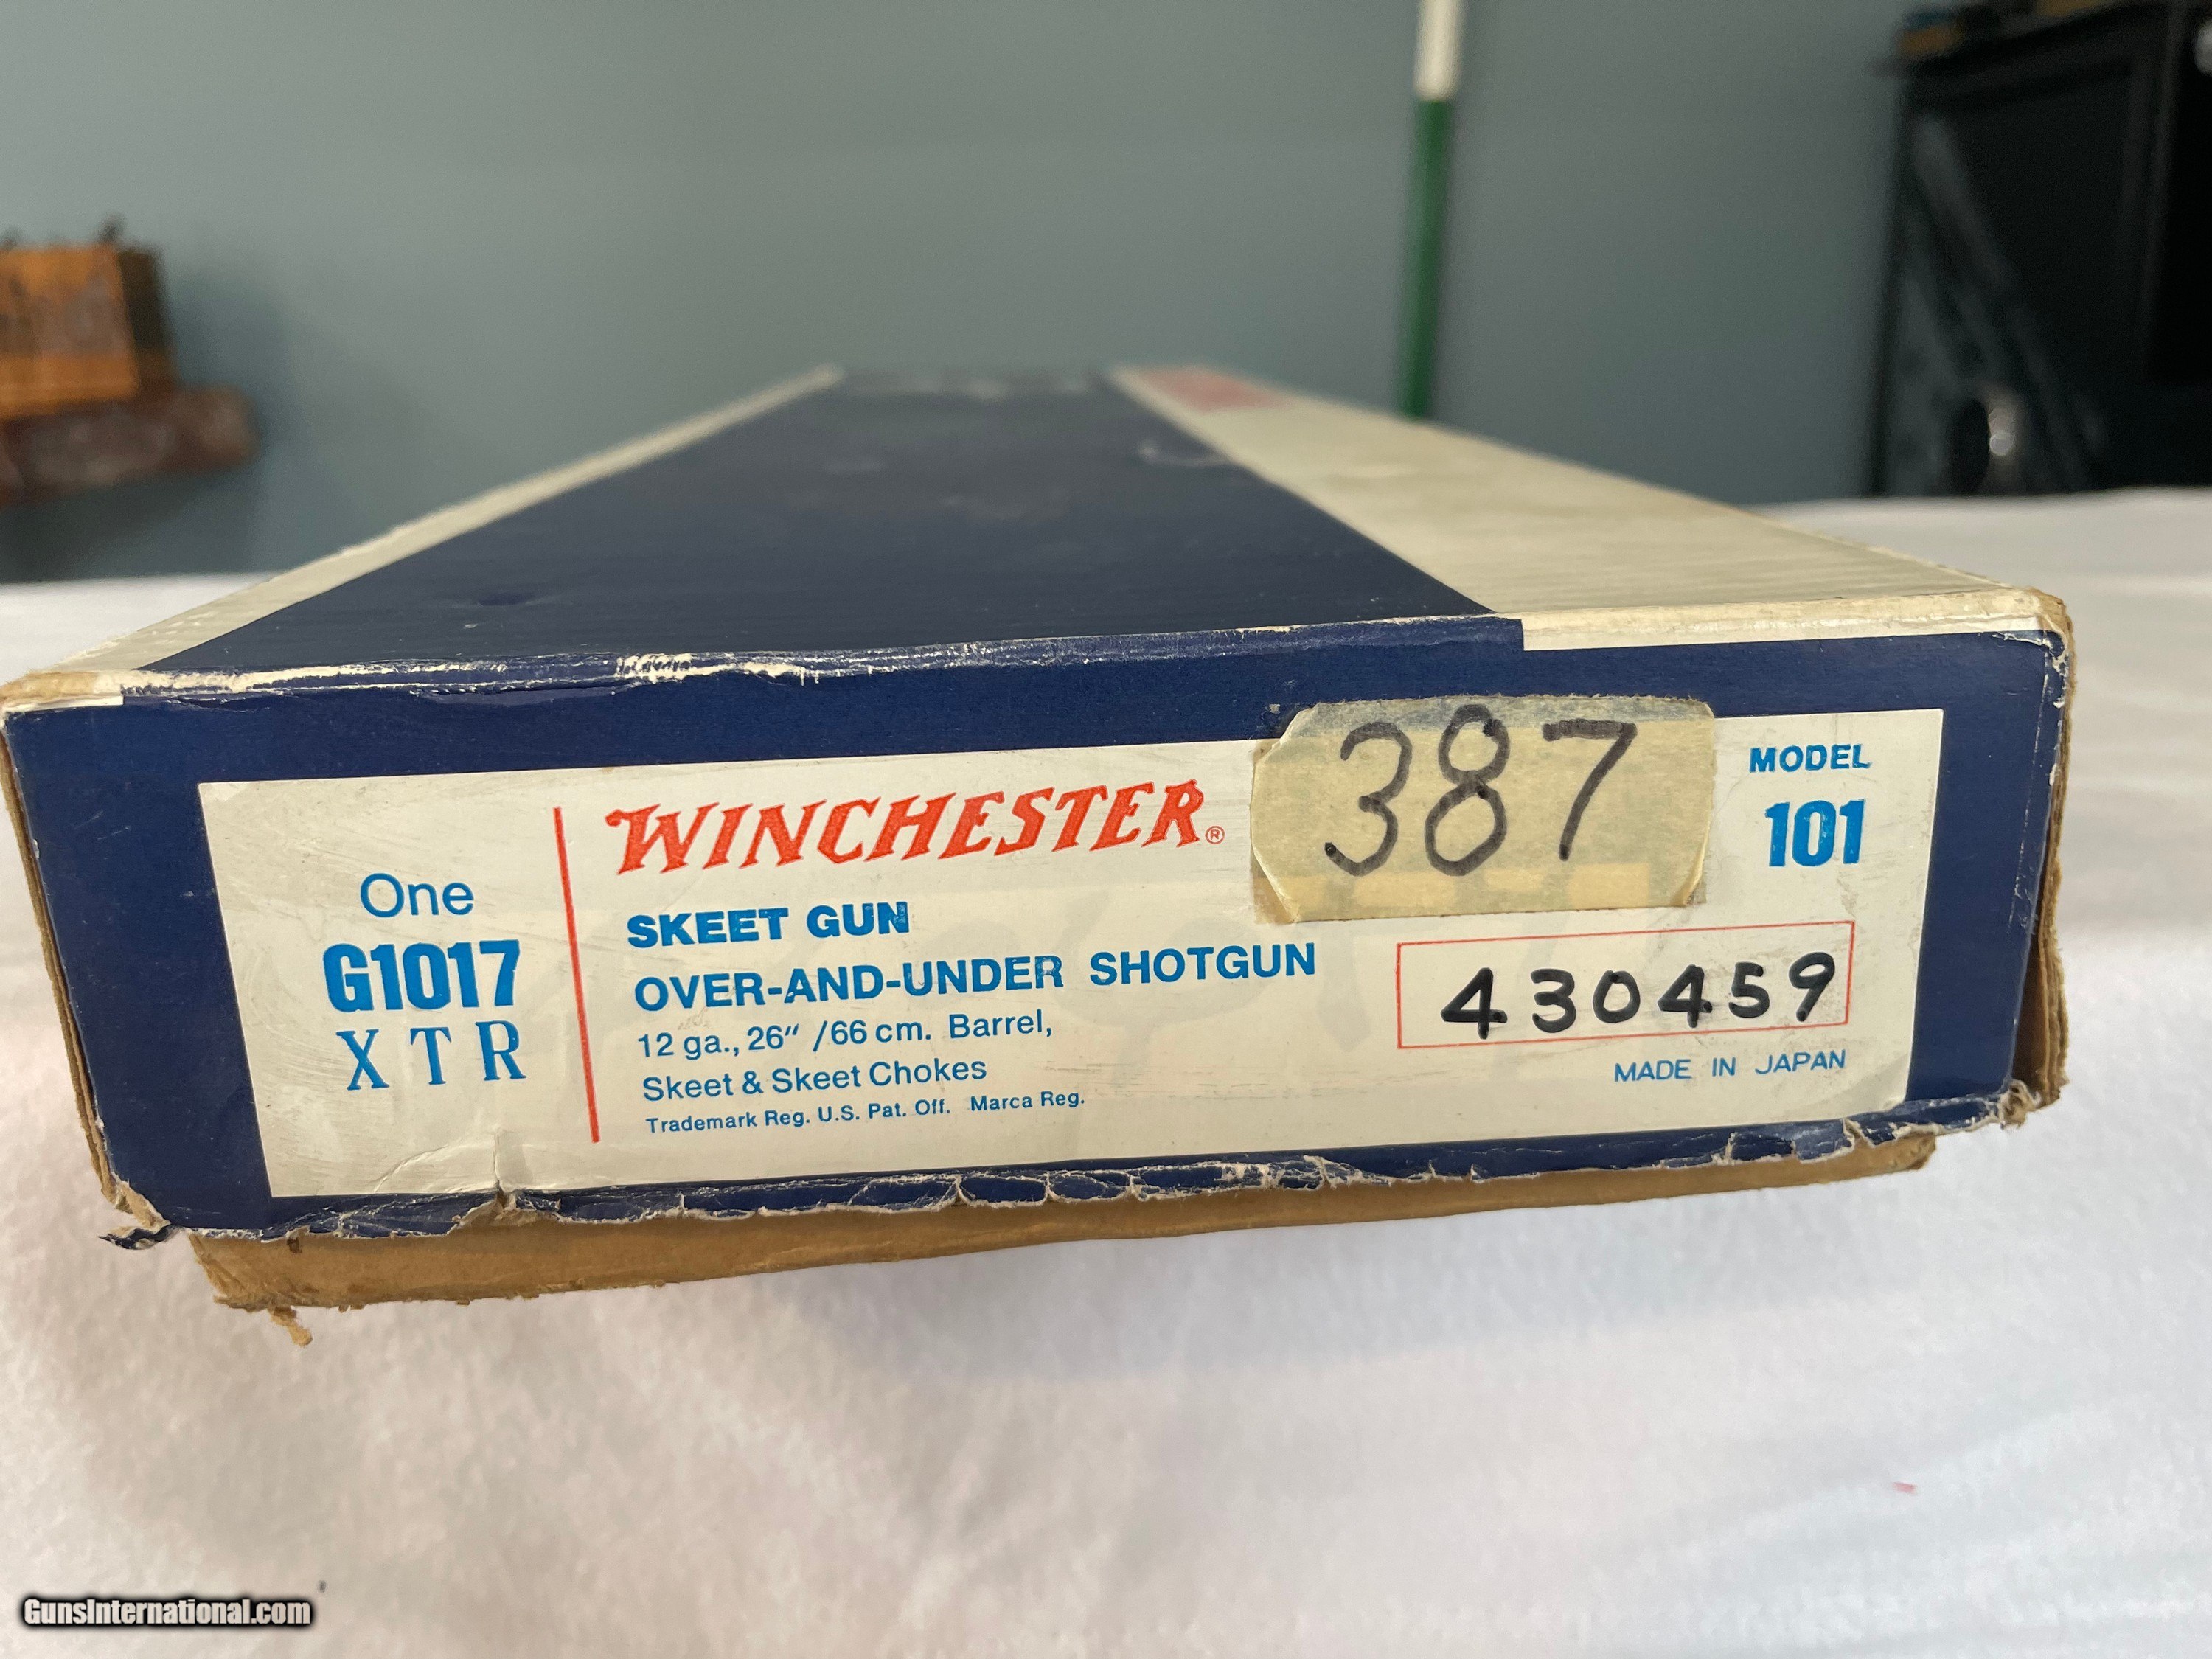 One
G1017
XTR
WINCHESTER®
SKEET GUN
OVER-AND-UNDER SHOTGUN
12 ga., 26" /66 cm. Barrel,
Skeet & Skeet Chokes
Trademark Reg. U.S. Pat. Off. Marca Reg.
387
MODEL
101
430459
MADE IN JAPAN
GunsInternational.com